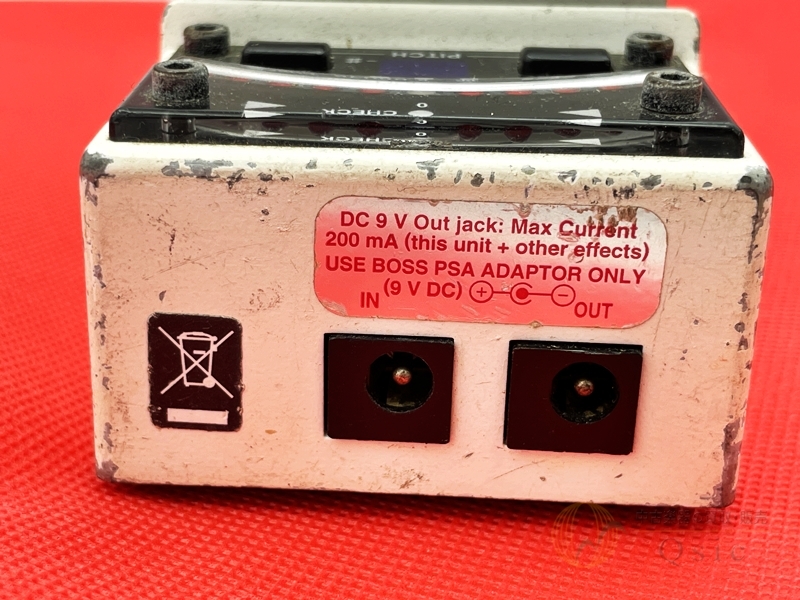 PITCH
CHECK
DC 9 V Out jack: Max Current
200 mA (this unit + other effects)
USE BOSS PSA ADAPTOR ONLY
(9 V DC) + −
IN
OUT